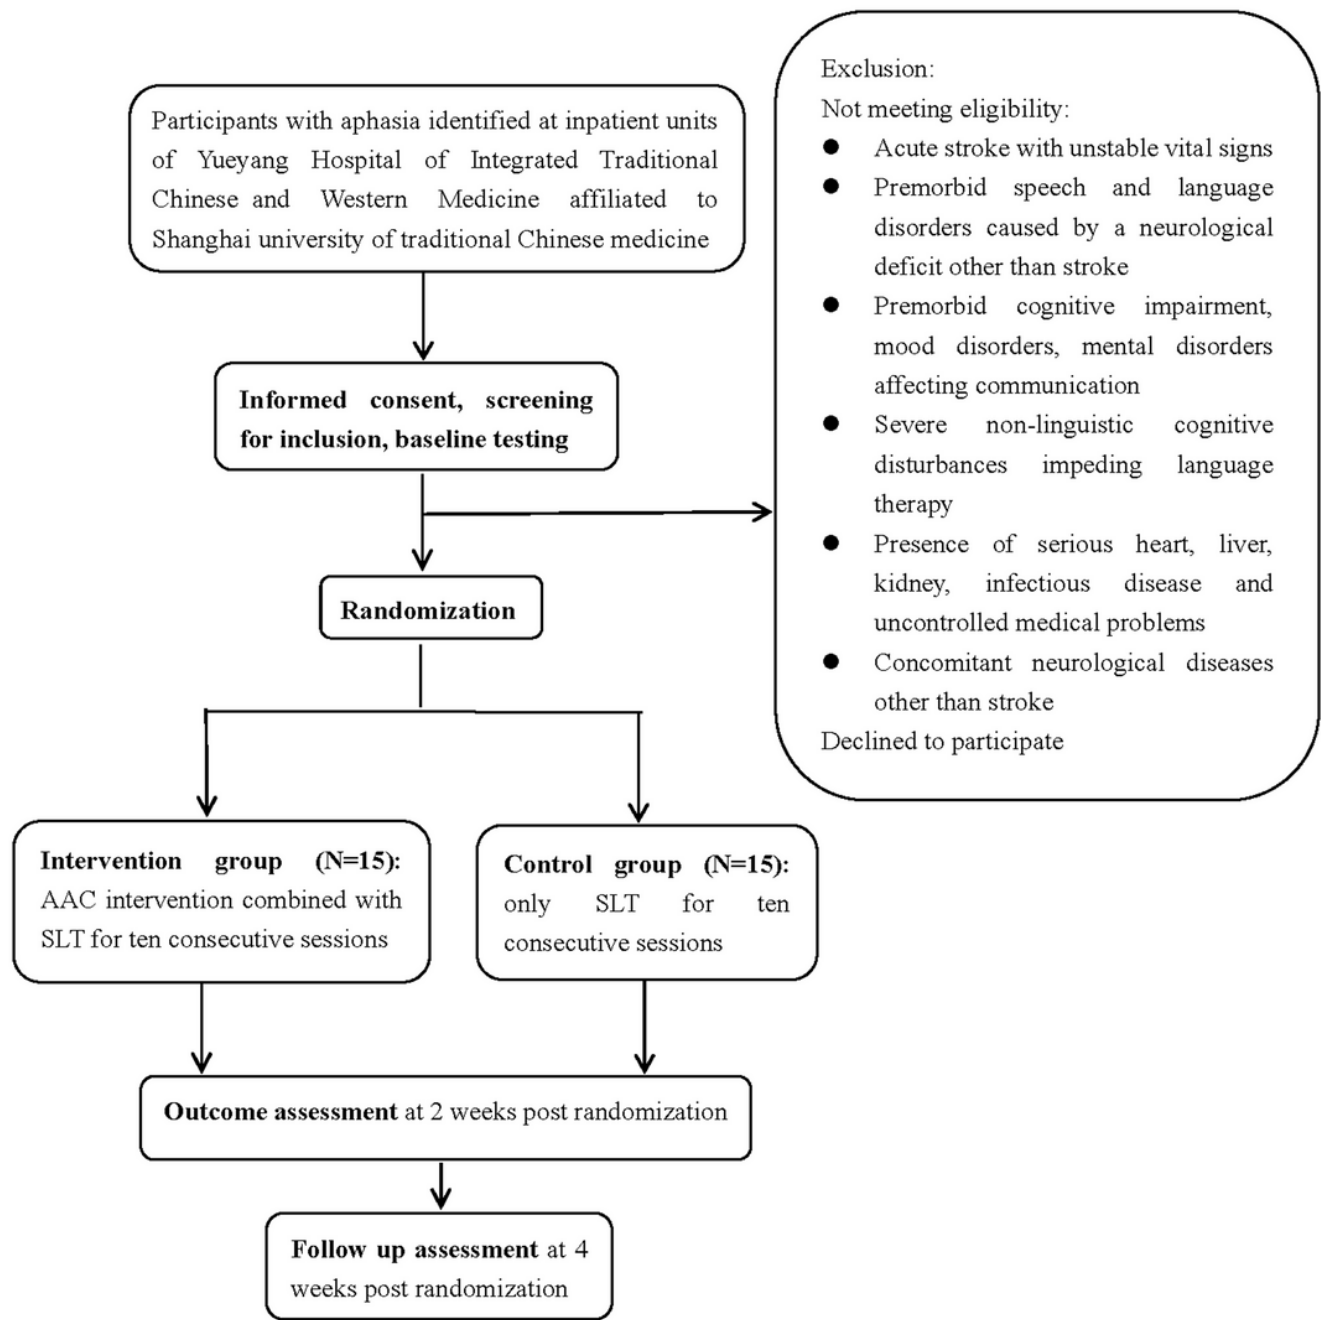 Participants with aphasia identified at inpatient units
of Yueyang Hospital of Integrated Traditional
Chinese and Western Medicine affiliated to
Shanghai university of traditional Chinese medicine
Informed consent, screening
for inclusion, baseline testing
Exclusion:
Not meeting eligibility:
● Acute stroke with unstable vital signs
● Premorbid speech and language
disorders caused by a neurological
deficit other than stroke
● Premorbid cognitive impairment,
mood disorders, mental disorders
affecting communication
● Severe non-linguistic cognitive
disturbances impeding language
therapy
● Presence of serious heart, liver,
kidney, infectious disease and
uncontrolled medical problems
● Concomitant neurological diseases
other than stroke
Declined to participate
Randomization
Intervention group (N=15):
AAC intervention combined with
SLT for ten consecutive sessions
Control group (N=15):
only SLT for ten
consecutive sessions
Outcome assessment at 2 weeks post randomization
Follow up assessment at 4
weeks post randomization